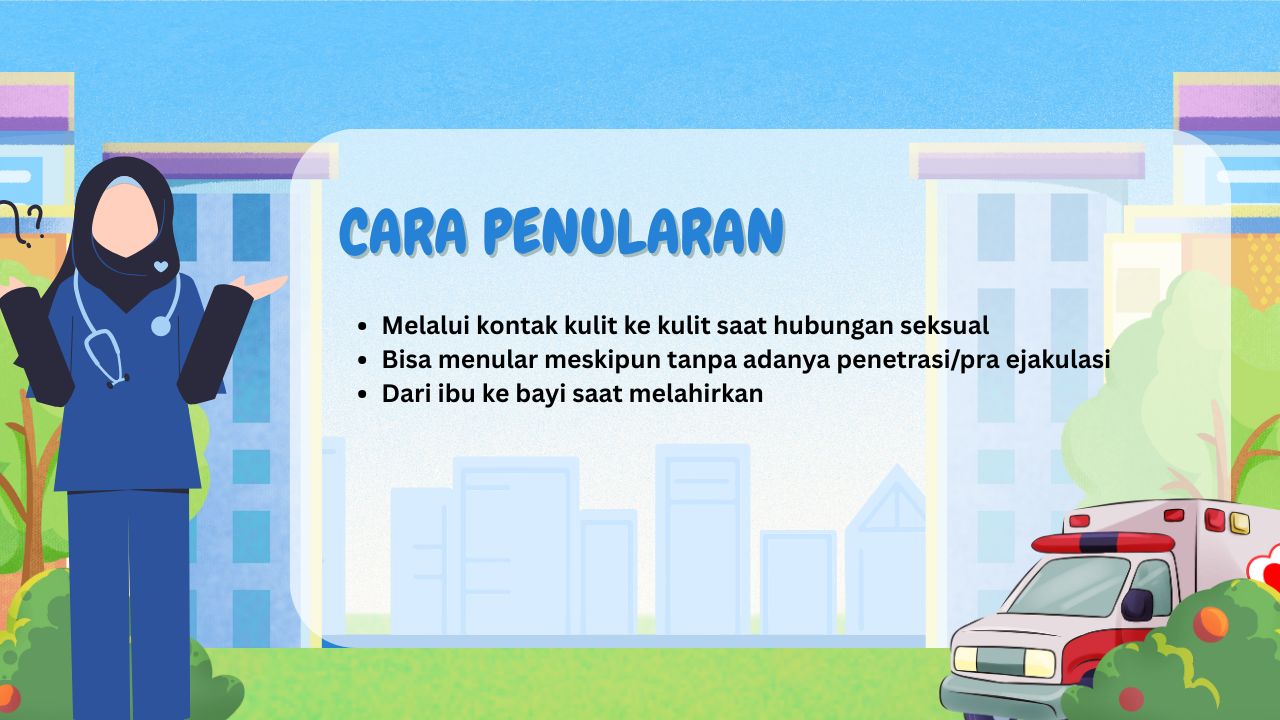 ??
CARA PENULARAN
• Melalui kontak kulit ke kulit saat hubungan seksual
• Bisa menular meskipun tanpa adanya penetrasi/pra ejakulasi
• Dari ibu ke bayi saat melahirkan